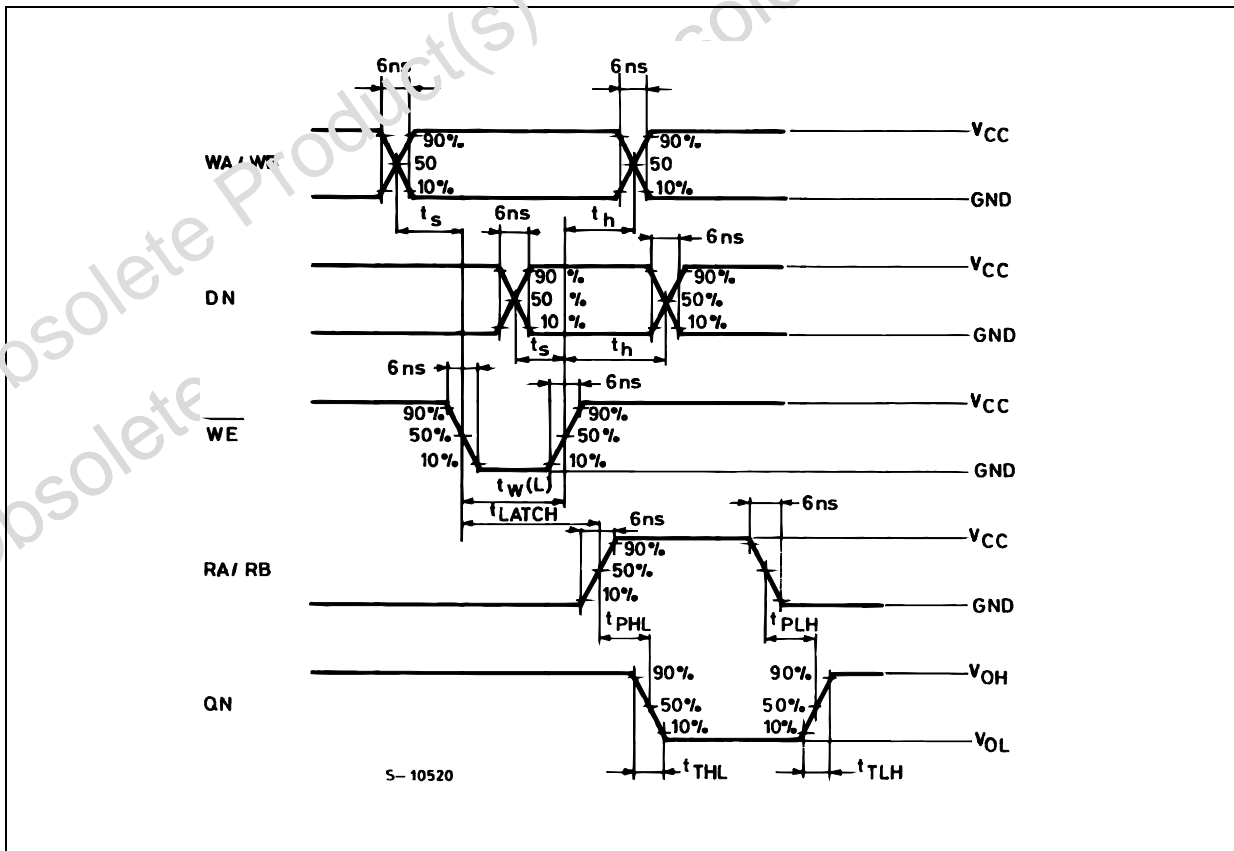 Obsolete Product(s)
6ns
6ns
90%
90%
VCC
WA/WB
50
50
10%
10%
GND
ts
6ns
th
6ns
VCC
90 %
90%
DN
50 %
50%
10 %
10%
GND
ts
th
6ns
6ns
VCC
90%
90%
WE
50%
50%
10%
10%
GND
tW(L)
tLATCH
6ns
6ns
VCC
90%
RA/RB
50%
10%
GND
tPHL
tPLH
90%
90%
VOH
QN
50%
50%
10%
10%
VOL
S-10520
tTHL
tTLH